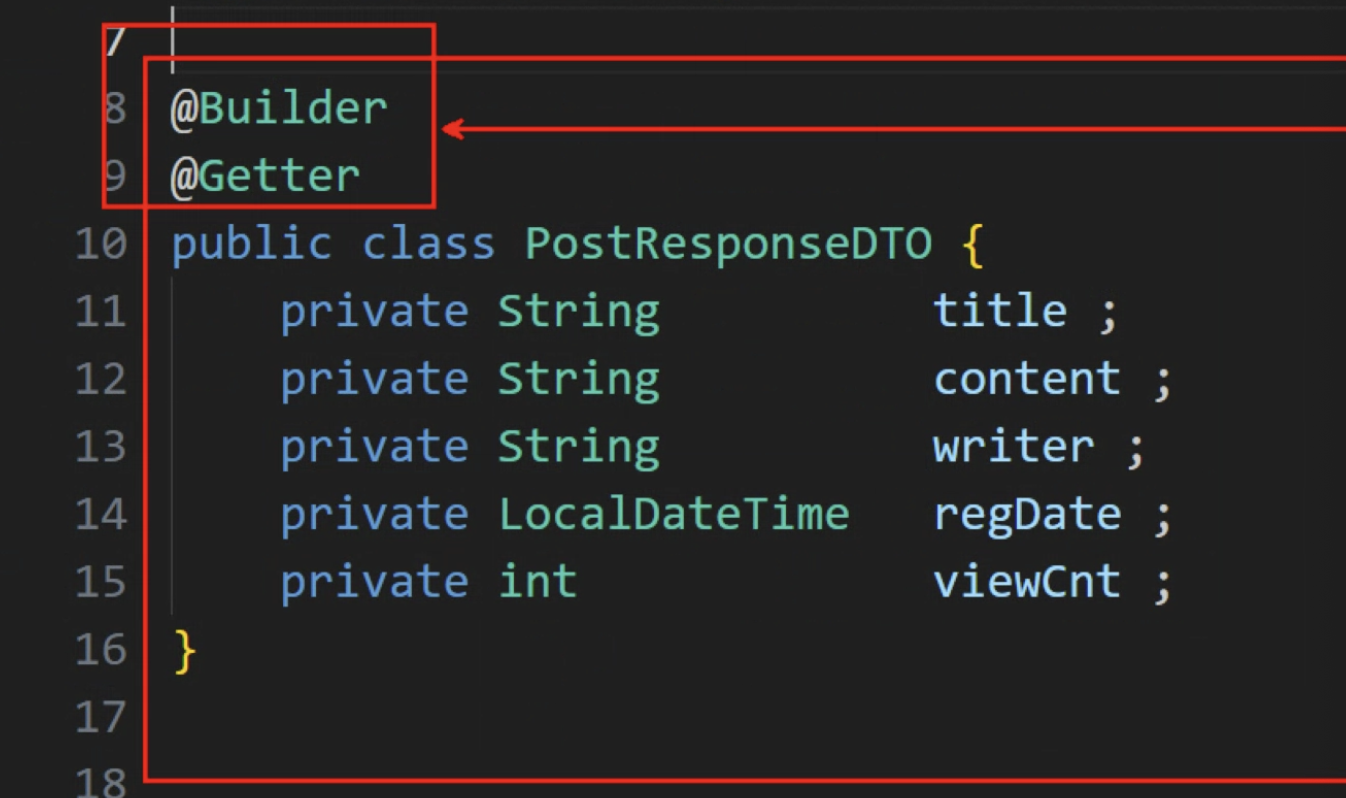 7
8 @Builder
9 @Getter
10 public class PostResponseDTO {
11 private String title ;
12 private String content ;
13 private String writer ;
14 private LocalDateTime regDate ;
15 private int viewCnt ;
16 }
17
18